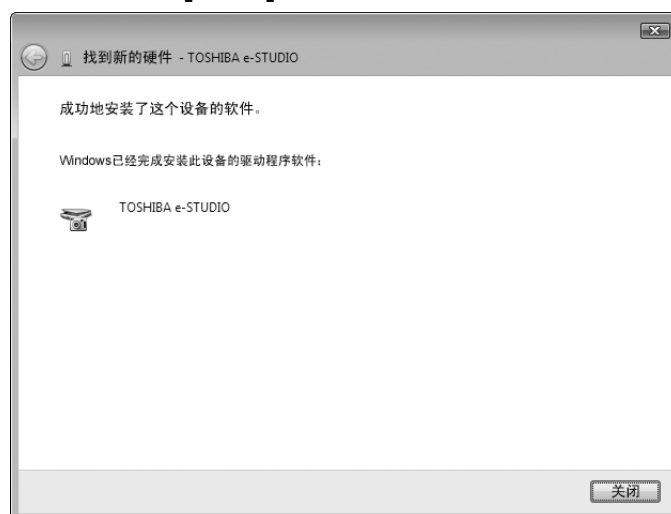 找到新的硬件 - TOSHIBA e-STUDIO
成功地安装了这个设备的软件。
Windows已经完成安装此设备的驱动程序软件：
TOSHIBA e-STUDIO
关闭